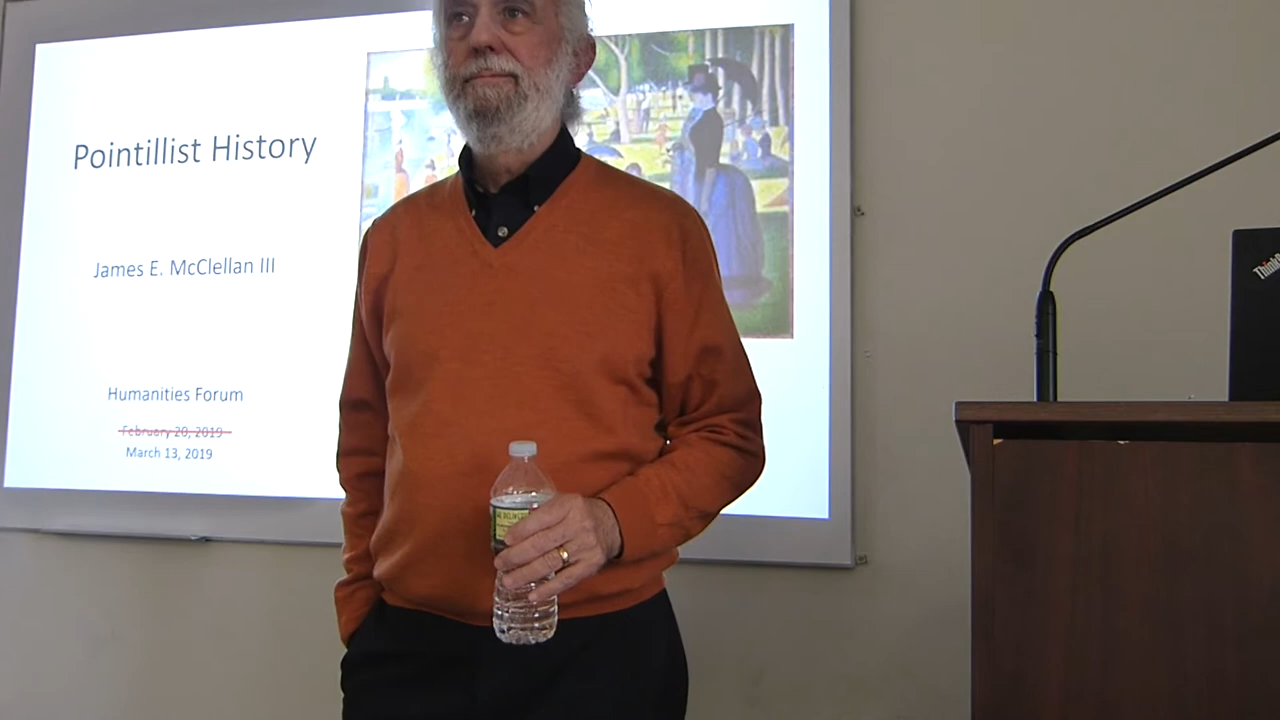 Pointillist History
James E. McClellan III
Humanities Forum
February 20, 2019
March 13, 2019